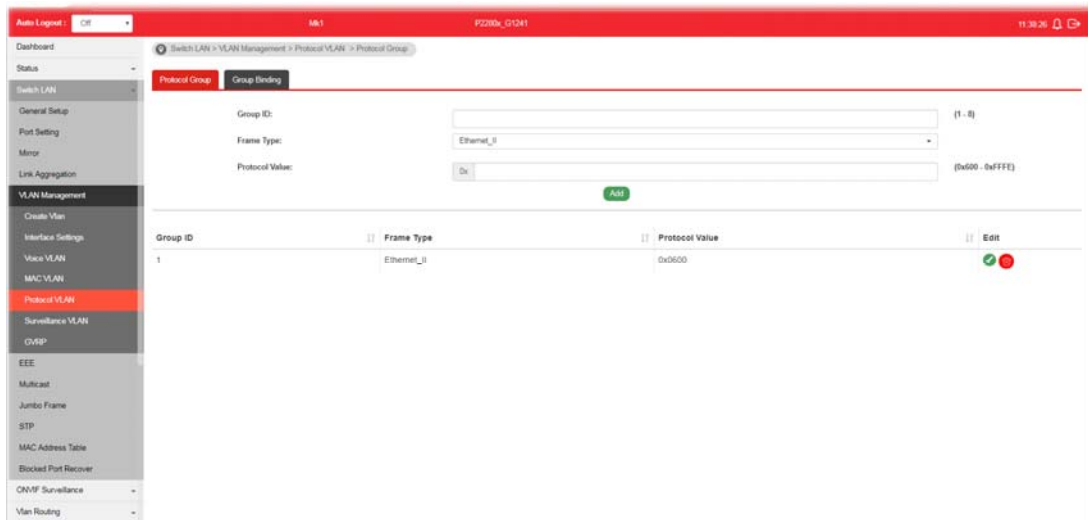 Auto Logout : Off Mk1 P2280x_G1241 11:38:26
Dashboard
Status
Switch LAN
General Setup
Port Setting
Mirror
Link Aggregation
VLAN Management
Create Vlan
Interface Settings
Voice VLAN
MAC VLAN
Protocol VLAN
Surveillance VLAN
GVRP
EEE
Multicast
Jumbo Frame
STP
MAC Address Table
Blocked Port Recover
ONVIF Surveillance
Vlan Routing
Switch LAN > VLAN Management > Protocol VLAN > Protocol Group
Protocol Group Group Binding
Group ID: (1 - 8)
Frame Type: Ethernet_II
Protocol Value: 0x (0x600 - 0xFFFE)
Add
Group ID Frame Type Protocol Value Edit
1 Ethernet_II 0x0600